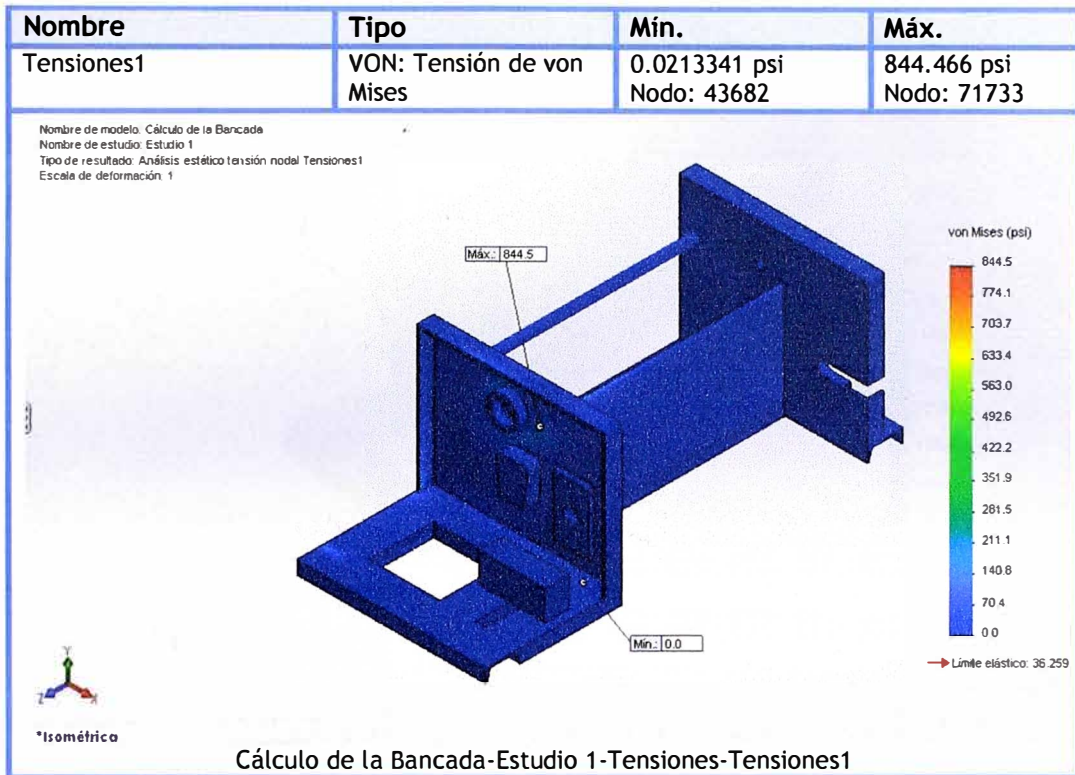 Nombre Tipo Mín. Máx.
Tensiones1 VON: Tensión de von Mises 0.0213341 psi Nodo: 43682 844.466 psi Nodo: 71733
Nombre de modelo: Cálculo de la Bancada
Nombre de estudio: Estudio 1
Tipo de resultado: Análisis estático tensión nodal Tensiones1
Escala de deformación: 1
von Mises (psi)
844.5
774.1
703.7
633.4
563.0
492.6
422.2
351.9
281.5
211.1
140.8
70.4
0.0
Límite elástico: 36.259
Máx.: 844.5
Mín.: 0.0
Y
Z
X
*Isométrica
Cálculo de la Bancada-Estudio 1-Tensiones-Tensiones1